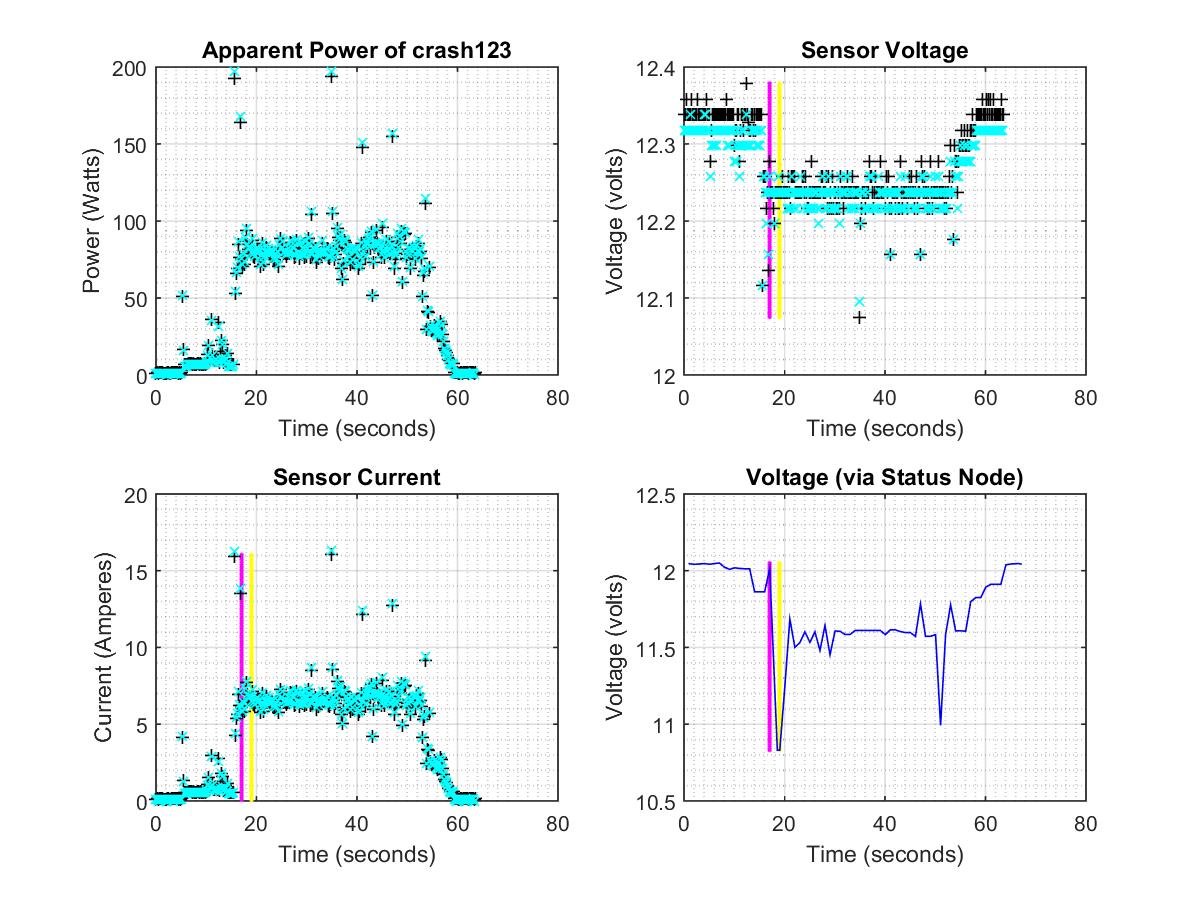 Apparent Power of crash123
200
150
100
50
0
Power (Watts)
0 20 40 60 80
Time (seconds)
Sensor Voltage
12.4
12.3
12.2
12.1
12
Voltage (volts)
0 20 40 60 80
Time (seconds)
Sensor Current
20
15
10
5
0
Current (Amperes)
0 20 40 60 80
Time (seconds)
Voltage (via Status Node)
12.5
12
11.5
11
10.5
Voltage (volts)
0 20 40 60 80
Time (seconds)